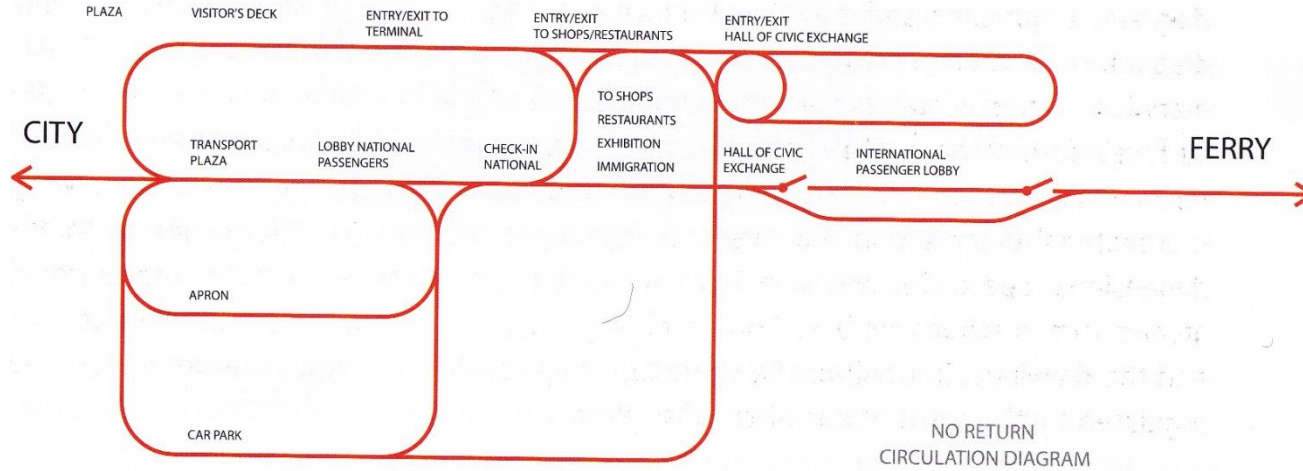 PLAZA
VISITOR'S DECK
ENTRY/EXIT TO
TERMINAL
ENTRY/EXIT
TO SHOPS/RESTAURANTS
ENTRY/EXIT
HALL OF CIVIC EXCHANGE
CITY
TRANSPORT
PLAZA
LOBBY NATIONAL
PASSENGERS
CHECK-IN
NATIONAL
TO SHOPS
RESTAURANTS
EXHIBITION
IMMIGRATION
HALL OF CIVIC
EXCHANGE
INTERNATIONAL
PASSENGER LOBBY
FERRY
APRON
CAR PARK
NO RETURN
CIRCULATION DIAGRAM